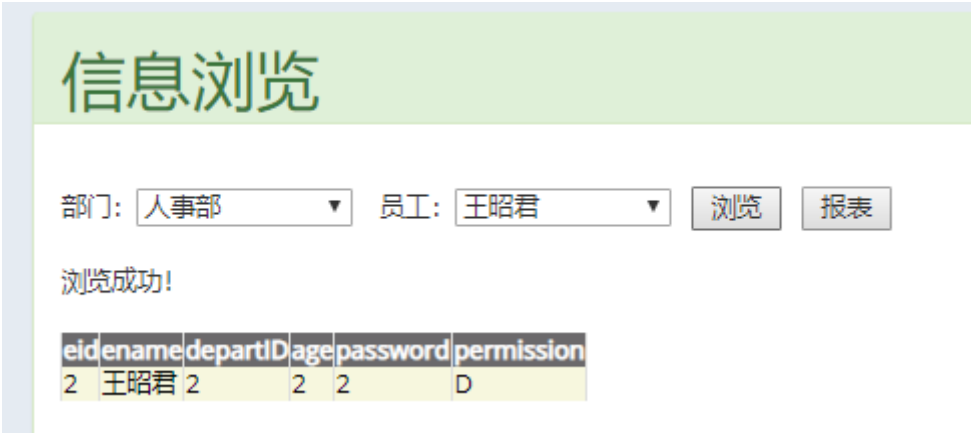 信息浏览
部门: 人事部 员工: 王昭君 浏览 报表
浏览成功!
eid ename departID age password permission
2 王昭君 2 2 2 D